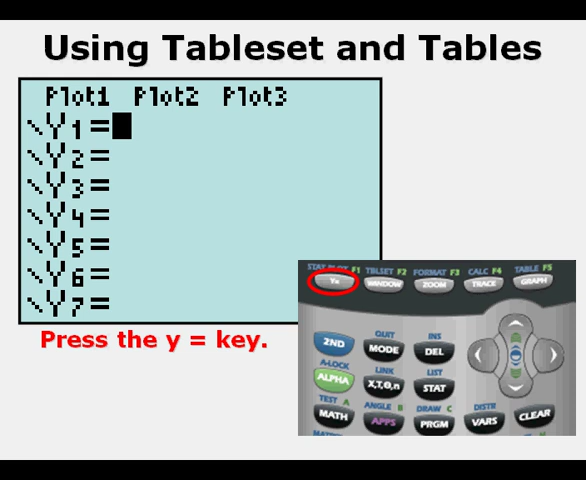 Using Tableset and Tables
Plot1 Plot2 Plot3
\Y1=
\Y2=
\Y3=
\Y4=
\Y5=
\Y6=
\Y7=
Press the y = key.
STAT PLOT F1 TBLSET F2 FORMAT F3 CALC F4 TABLE F5
Y= WINDOW ZOOM TRACE GRAPH
QUIT INS
2ND MODE DEL
A-LOCK LINK LIST
ALPHA X,T,Θ,n STAT
TEST A ANGLE B DRAW C DISTR
MATH APPS PRGM VARS CLEAR